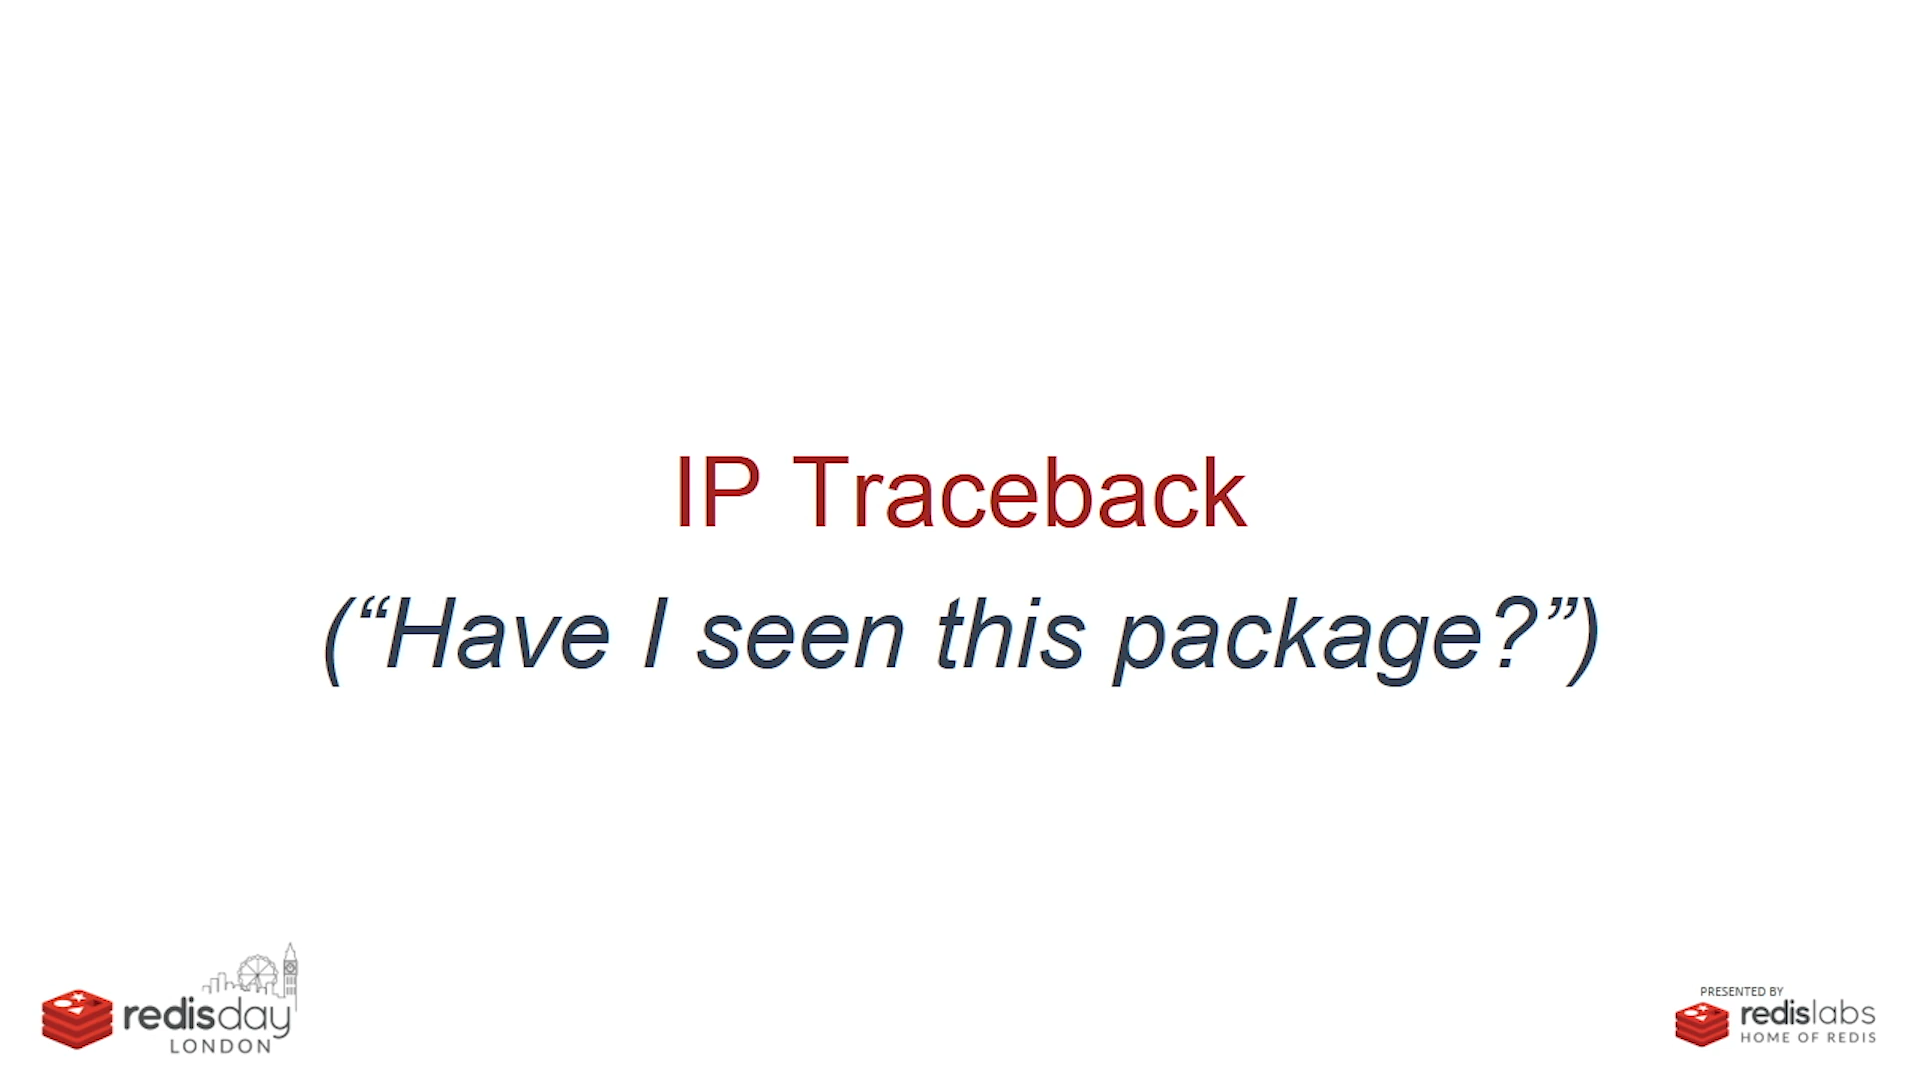 IP Traceback
(“Have I seen this package?”)
redisday
LONDON
PRESENTED BY
redislabs
HOME OF REDIS